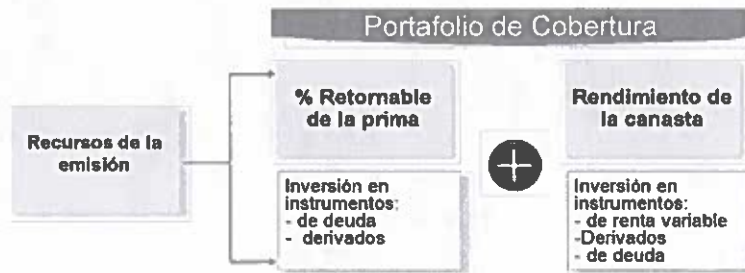 Portafolio de Cobertura
Recursos de la
emisión
% Retornable
de la prima
Inversión en
instrumentos:
- de deuda
- derivados
+
Rendimiento de
la canasta
Inversión en
instrumentos:
- de renta variable
-Derivados
- de deuda